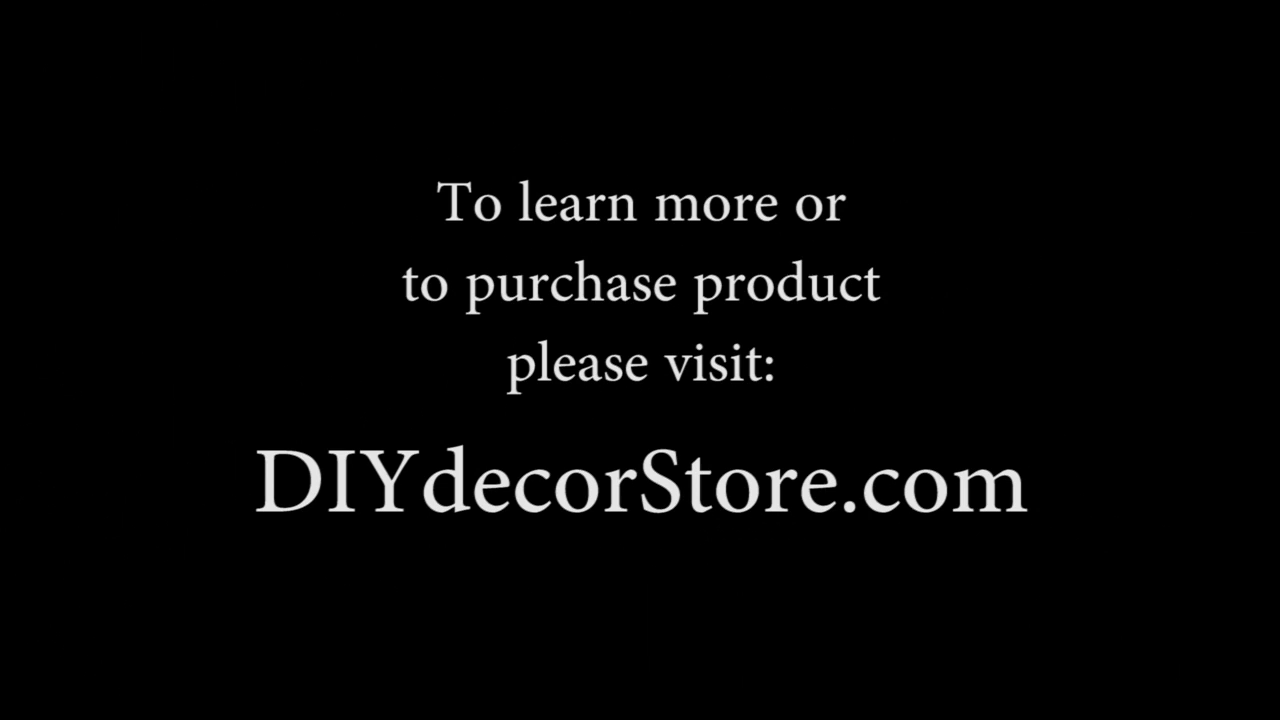 To learn more or
to purchase product
please visit:
DIYdecorStore.com